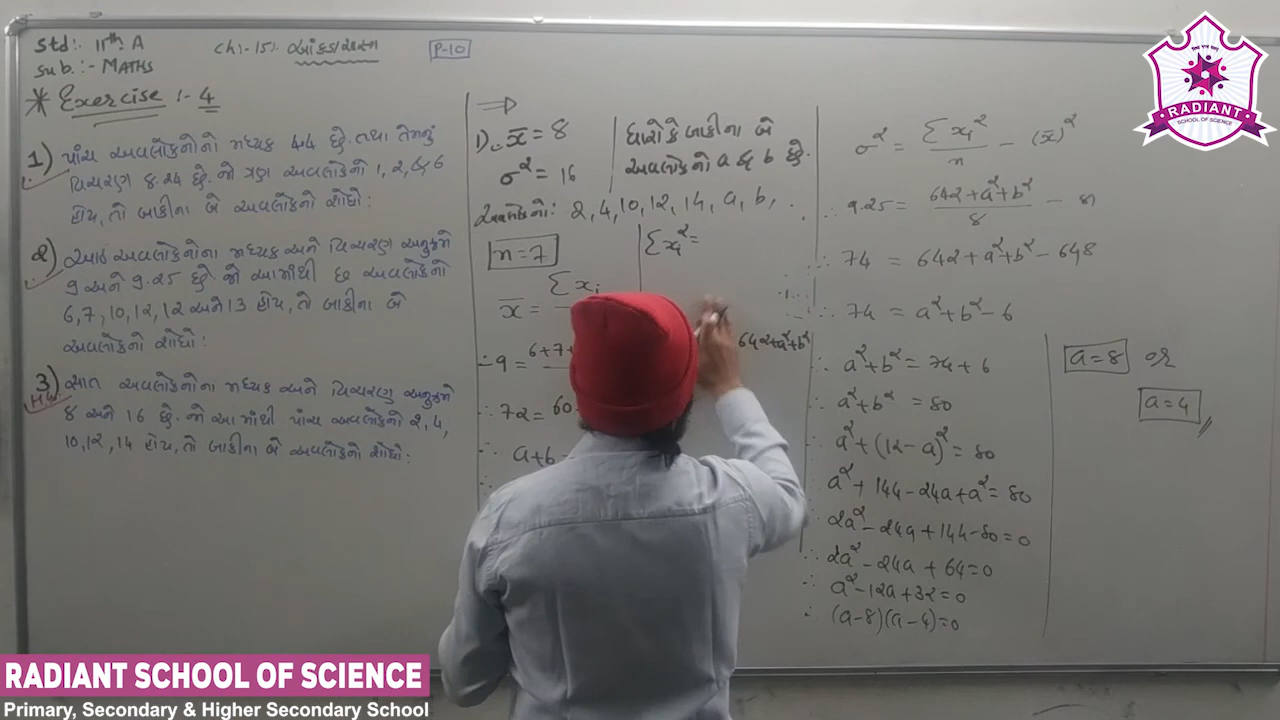 Std:- 11th A
Sub:- MATHS
Ch:-15:- આંકડાશાસ્ત્ર
P-10
* Exercise :- 4
1) પાંચ અવલોકનોનો મધ્યક 4.4 છે. તથા તેમનું
વિચરણ 8.24 છે. જો ત્રણ અવલોકનો 1, 2, & 6
હોય, તો બાકીના બે અવલોકનો શોધો:
2) આઠ અવલોકનોના મધ્યક અને વિચરણ અનુક્રમે
9 અને 9.25 છે. જો આમાંથી છ અવલોકનો
6, 7, 10, 12, 12 અને 13 હોય, તો બાકીના બે
અવલોકનો શોધો:
3) સાત અવલોકનોના મધ્યક અને વિચરણ અનુક્રમે
H.W.
8 અને 16 છે. જો આમાંથી પાંચ અવલોકનો 2, 4,
10, 12, 14 હોય, તો બાકીના બે અવલોકનો શોધો:
⇒
1) x̄ = 8
σ² = 16
ધારો કે બાકીના બે
અવલોકનો a & b છે.
અવલોકનો: 2, 4, 10, 12, 14, a, b,
n = 7
Σxi² =
x̄ = Σxi
∴ 9 = 6+7+
642+a²+b²
∴ 72 = 60
∴ a+b
σ² = Σxi²/n - (x̄)²
∴ 9.25 = 642+a²+b²/8 - 81
∴ 74 = 642+a²+b²-648
∴ 74 = a²+b²-6
∴ a²+b² = 74+6
∴ a²+b² = 80
∴ a²+(12-a)² = 80
∴ a²+144-24a+a² = 80
∴ 2a²-24a+144-80=0
∴ 2a²-24a+64=0
∴ a²-12a+32=0
∴ (a-8)(a-4)=0
a=8 or
a=4
RADIANT
SCHOOL OF SCIENCE
RADIANT SCHOOL OF SCIENCE
Primary, Secondary & Higher Secondary School